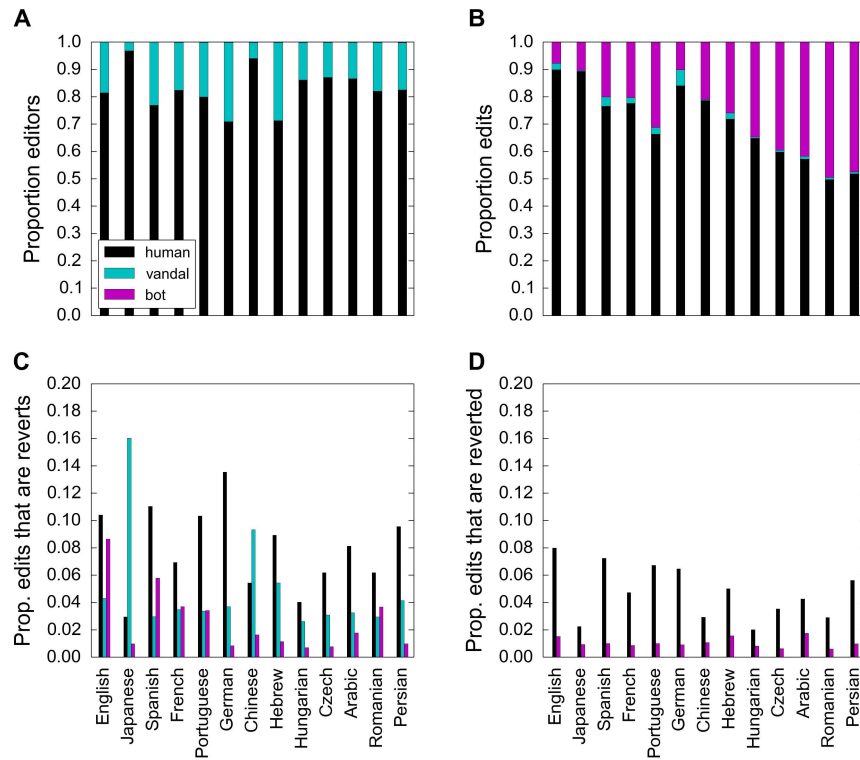 A
Proportion editors
1.0
0.9
0.8
0.7
0.6
0.5
0.4
0.3
0.2
0.1
0.0
human
vandal
bot
B
Proportion edits
1.0
0.9
0.8
0.7
0.6
0.5
0.4
0.3
0.2
0.1
0.0
C
Prop. edits that are reverts
0.20
0.18
0.16
0.14
0.12
0.10
0.08
0.06
0.04
0.02
0.00
English
Japanese
Spanish
French
Portuguese
German
Chinese
Hebrew
Hungarian
Czech
Arabic
Romanian
Persian
D
Prop. edits that are reverted
0.20
0.18
0.16
0.14
0.12
0.10
0.08
0.06
0.04
0.02
0.00
English
Japanese
Spanish
French
Portuguese
German
Chinese
Hebrew
Hungarian
Czech
Arabic
Romanian
Persian